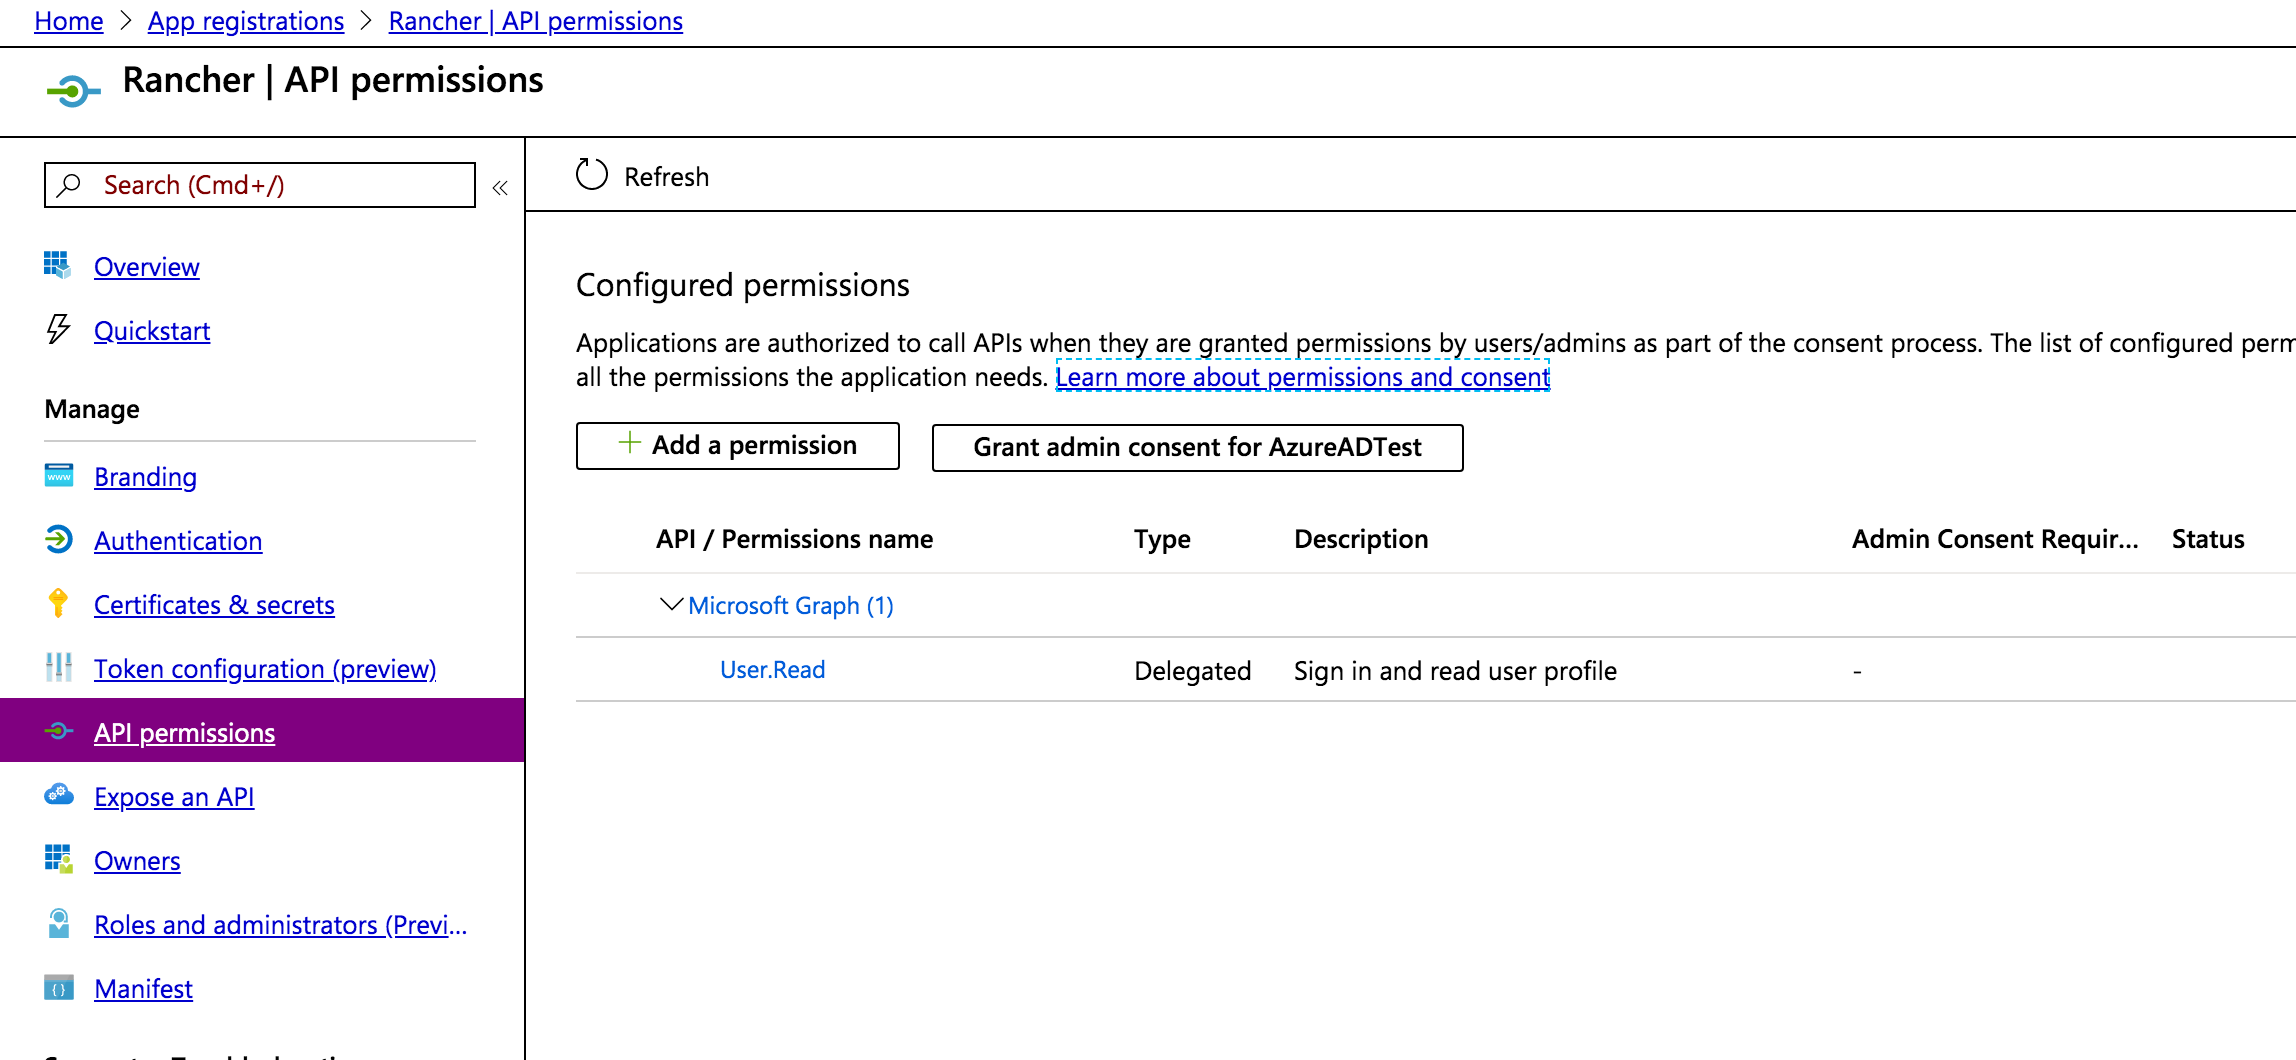 Home > App registrations > Rancher | API permissions
Rancher | API permissions
Search (Cmd+/)
«
Refresh
Overview
Quickstart
Manage
Branding
Authentication
Certificates & secrets
Token configuration (preview)
API permissions
Expose an API
Owners
Roles and administrators (Previ...
Manifest
Configured permissions
Applications are authorized to call APIs when they are granted permissions by users/admins as part of the consent process. The list of configured perm
all the permissions the application needs. Learn more about permissions and consent
+ Add a permission Grant admin consent for AzureADTest
API / Permissions name Type Description Admin Consent Requir... Status
Microsoft Graph (1)
User.Read Delegated Sign in and read user profile -